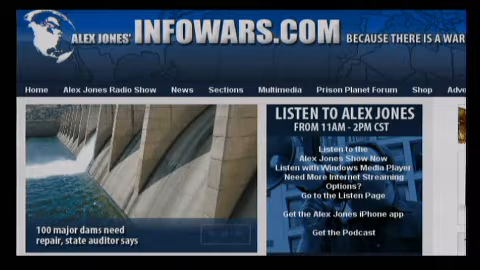 ALEX JONES' INFOWARS.COM BECAUSE THERE IS A WAR
Home Alex Jones Radio Show News Sections Multimedia Prison Planet Forum Shop Adve
LISTEN TO ALEX JONES
FROM 11AM - 2PM CST
Listen to the
Alex Jones Show Now
Listen with Windows Media Player
Need More Internet Streaming
Options?
Go to the Listen Page
Get the Alex Jones iPhone app
Get the Podcast
100 major dams need
repair, state auditor says